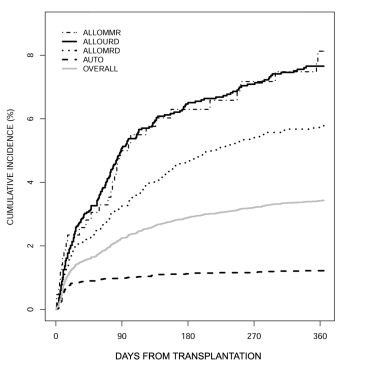 ALLOMMR
ALLOURD
ALLOMRD
AUTO
OVERALL
CUMULATIVE INCIDENCE (%)
8
6
4
2
0
0 90 180 270 360
DAYS FROM TRANSPLANTATION